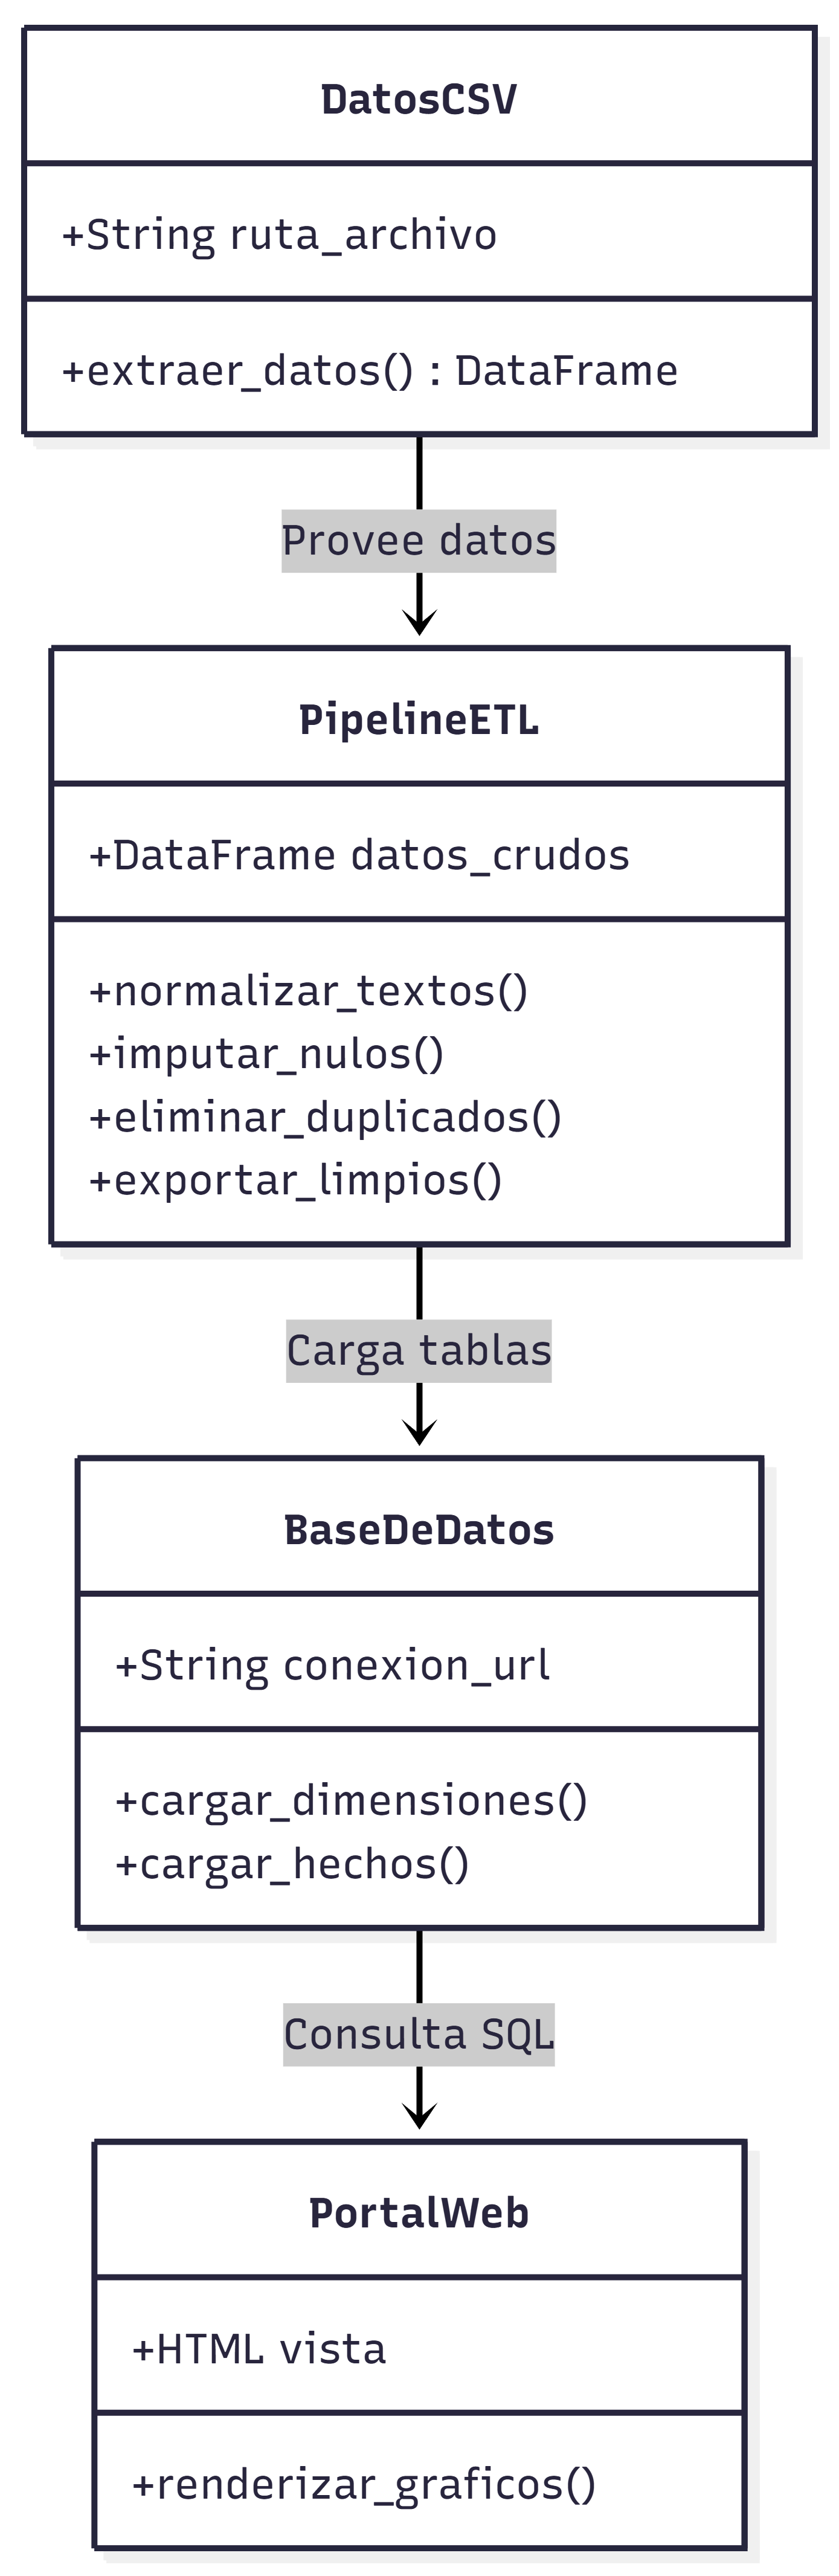 DatosCSV
+String ruta_archivo
+extraer_datos() : DataFrame
Provee datos
PipelineETL
+DataFrame datos_crudos
+normalizar_textos()
+imputar_nulos()
+eliminar_duplicados()
+exportar_limpios()
Carga tablas
BaseDeDatos
+String conexion_url
+cargar_dimensiones()
+cargar_hechos()
Consulta SQL
PortalWeb
+HTML vista
+renderizar_graficos()